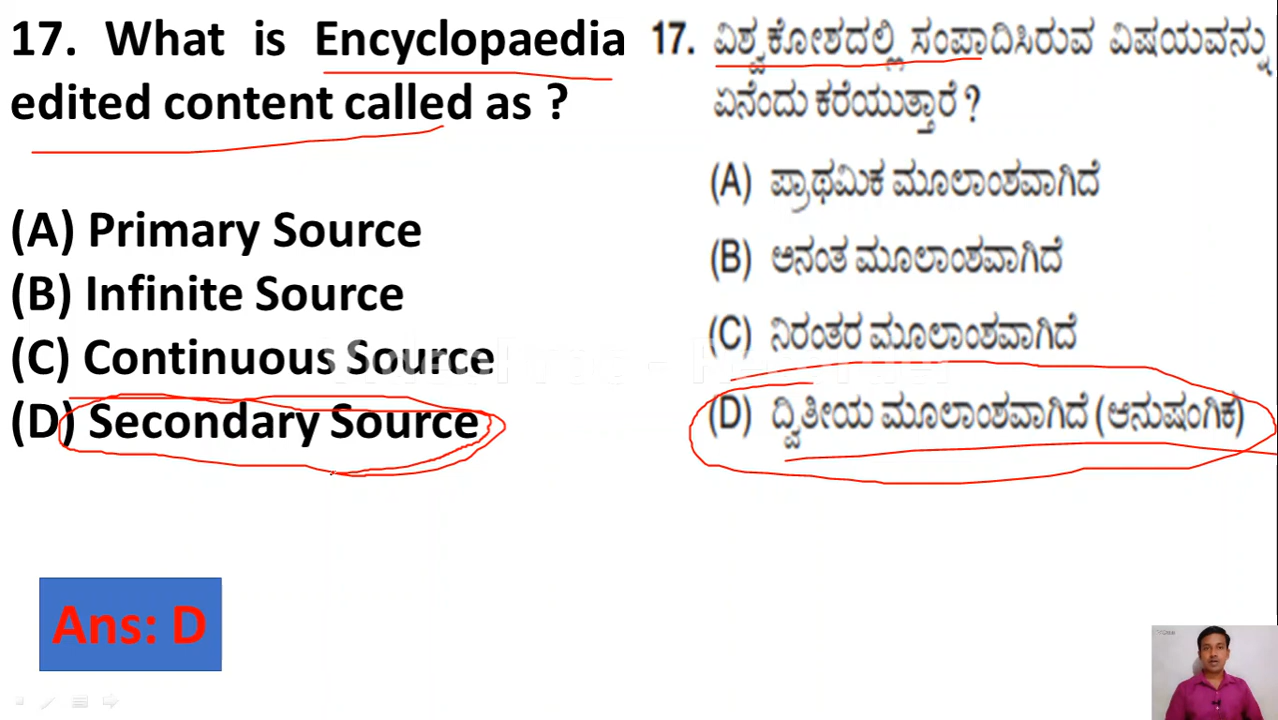 17. What is Encyclopaedia
edited content called as ?
(A) Primary Source
(B) Infinite Source
(C) Continuous Source
(D) Secondary Source
Ans: D
17. ವಿಶ್ವಕೋಶದಲ್ಲಿ ಸಂಪಾದಿಸಿರುವ ವಿಷಯವನ್ನು
ಏನೆಂದು ಕರೆಯುತ್ತಾರೆ ?
(A) ಪ್ರಾಥಮಿಕ ಮೂಲಾಂಶವಾಗಿದೆ
(B) ಅನಂತ ಮೂಲಾಂಶವಾಗಿದೆ
(C) ನಿರಂತರ ಮೂಲಾಂಶವಾಗಿದೆ
(D) ದ್ವಿತೀಯ ಮೂಲಾಂಶವಾಗಿದೆ (ಆನುಷಂಗಿಕ)